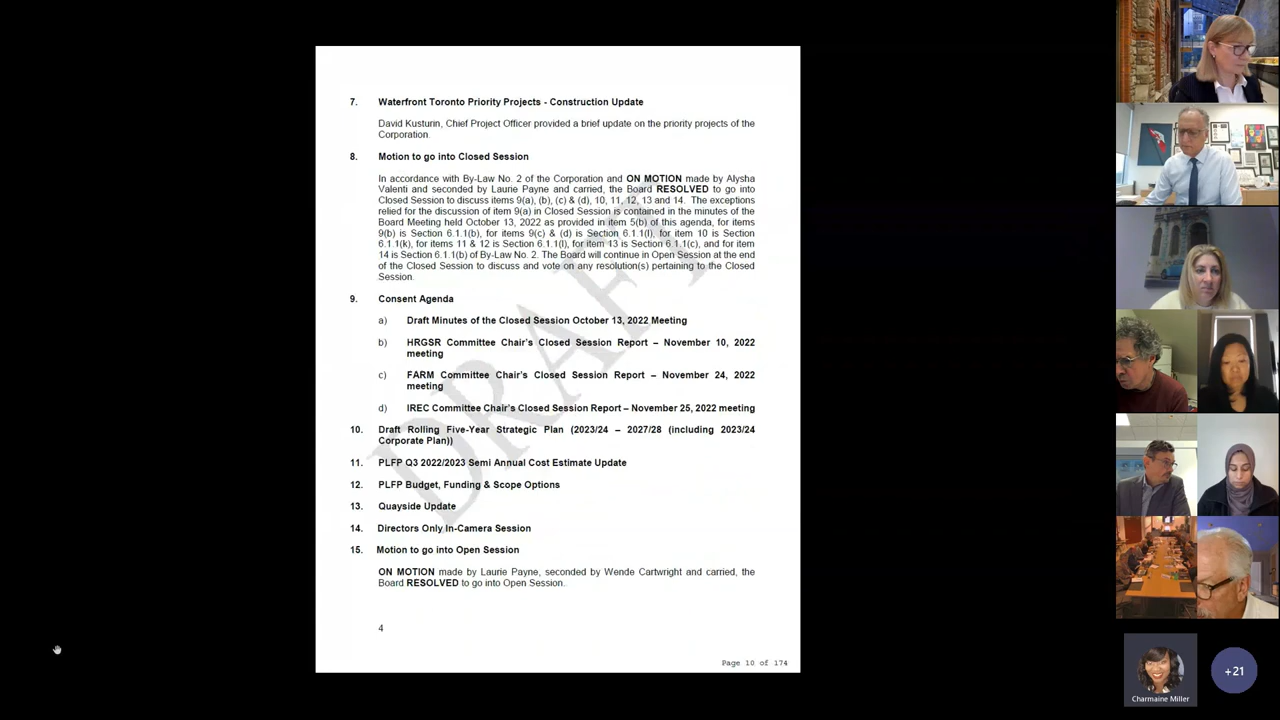 7. Waterfront Toronto Priority Projects - Construction Update
David Kusturin, Chief Project Officer provided a brief update on the priority projects of the
Corporation.
8. Motion to go into Closed Session
In accordance with By-Law No. 2 of the Corporation and ON MOTION made by Alysha
Valenti and seconded by Laurie Payne and carried, the Board RESOLVED to go into
Closed Session to discuss items 9(a), (b), (c) & (d), 10, 11, 12, 13 and 14. The exceptions
relied for the discussion of item 9(a) in Closed Session is contained in the minutes of the
Board Meeting held October 13, 2022 as provided in item 5(b) of this agenda, for items
9(b) is Section 6.1.1(b), for items 9(c) & (d) is Section 6.1.1(l), for item 10 is Section
6.1.1(k), for items 11 & 12 is Section 6.1.1(l), for item 13 is Section 6.1.1(c), and for item
14 is Section 6.1.1(b) of By-Law No. 2. The Board will continue in Open Session at the end
of the Closed Session to discuss and vote on any resolution(s) pertaining to the Closed
Session.
9. Consent Agenda
a) Draft Minutes of the Closed Session October 13, 2022 Meeting
b) HRGSR Committee Chair's Closed Session Report – November 10, 2022
meeting
c) FARM Committee Chair's Closed Session Report – November 24, 2022
meeting
d) IREC Committee Chair's Closed Session Report – November 25, 2022 meeting
10. Draft Rolling Five-Year Strategic Plan (2023/24 – 2027/28 (including 2023/24
Corporate Plan))
11. PLFP Q3 2022/2023 Semi Annual Cost Estimate Update
12. PLFP Budget, Funding & Scope Options
13. Quayside Update
14. Directors Only In-Camera Session
15. Motion to go into Open Session
ON MOTION made by Laurie Payne, seconded by Wende Cartwright and carried, the
Board RESOLVED to go into Open Session.
4
Page 10 of 174
DRAFT
Charmaine Miller
+21